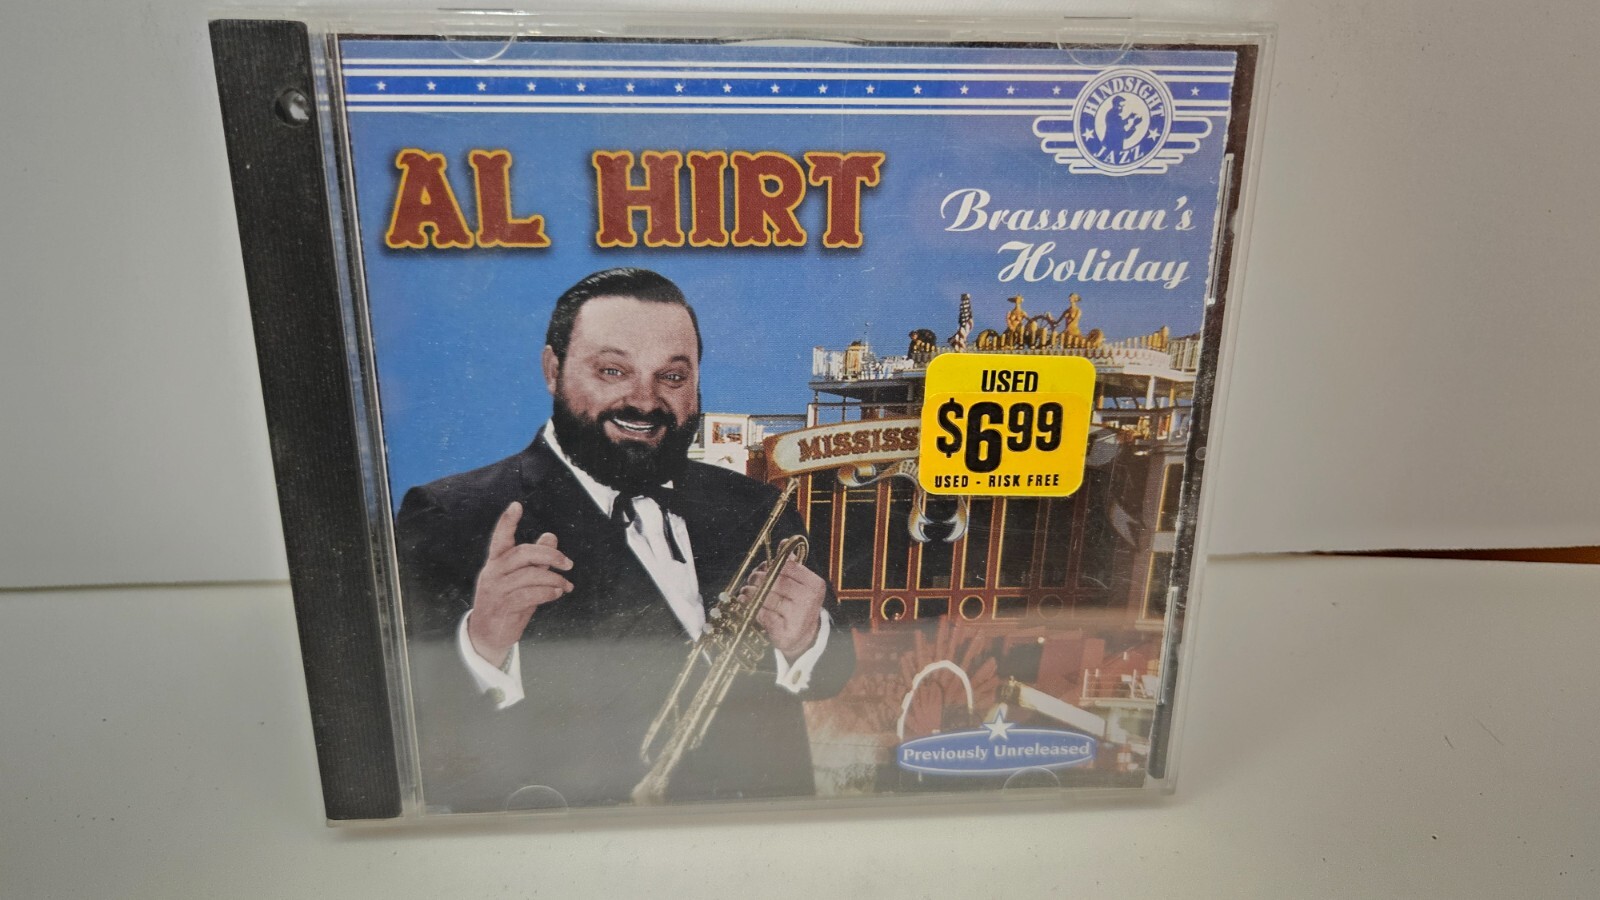 HINDSIGHT
JAZZ
AL HIRT
Brassman's
Holiday
USED
$6.99
USED - RISK FREE
MISSISS
Previously Unreleased